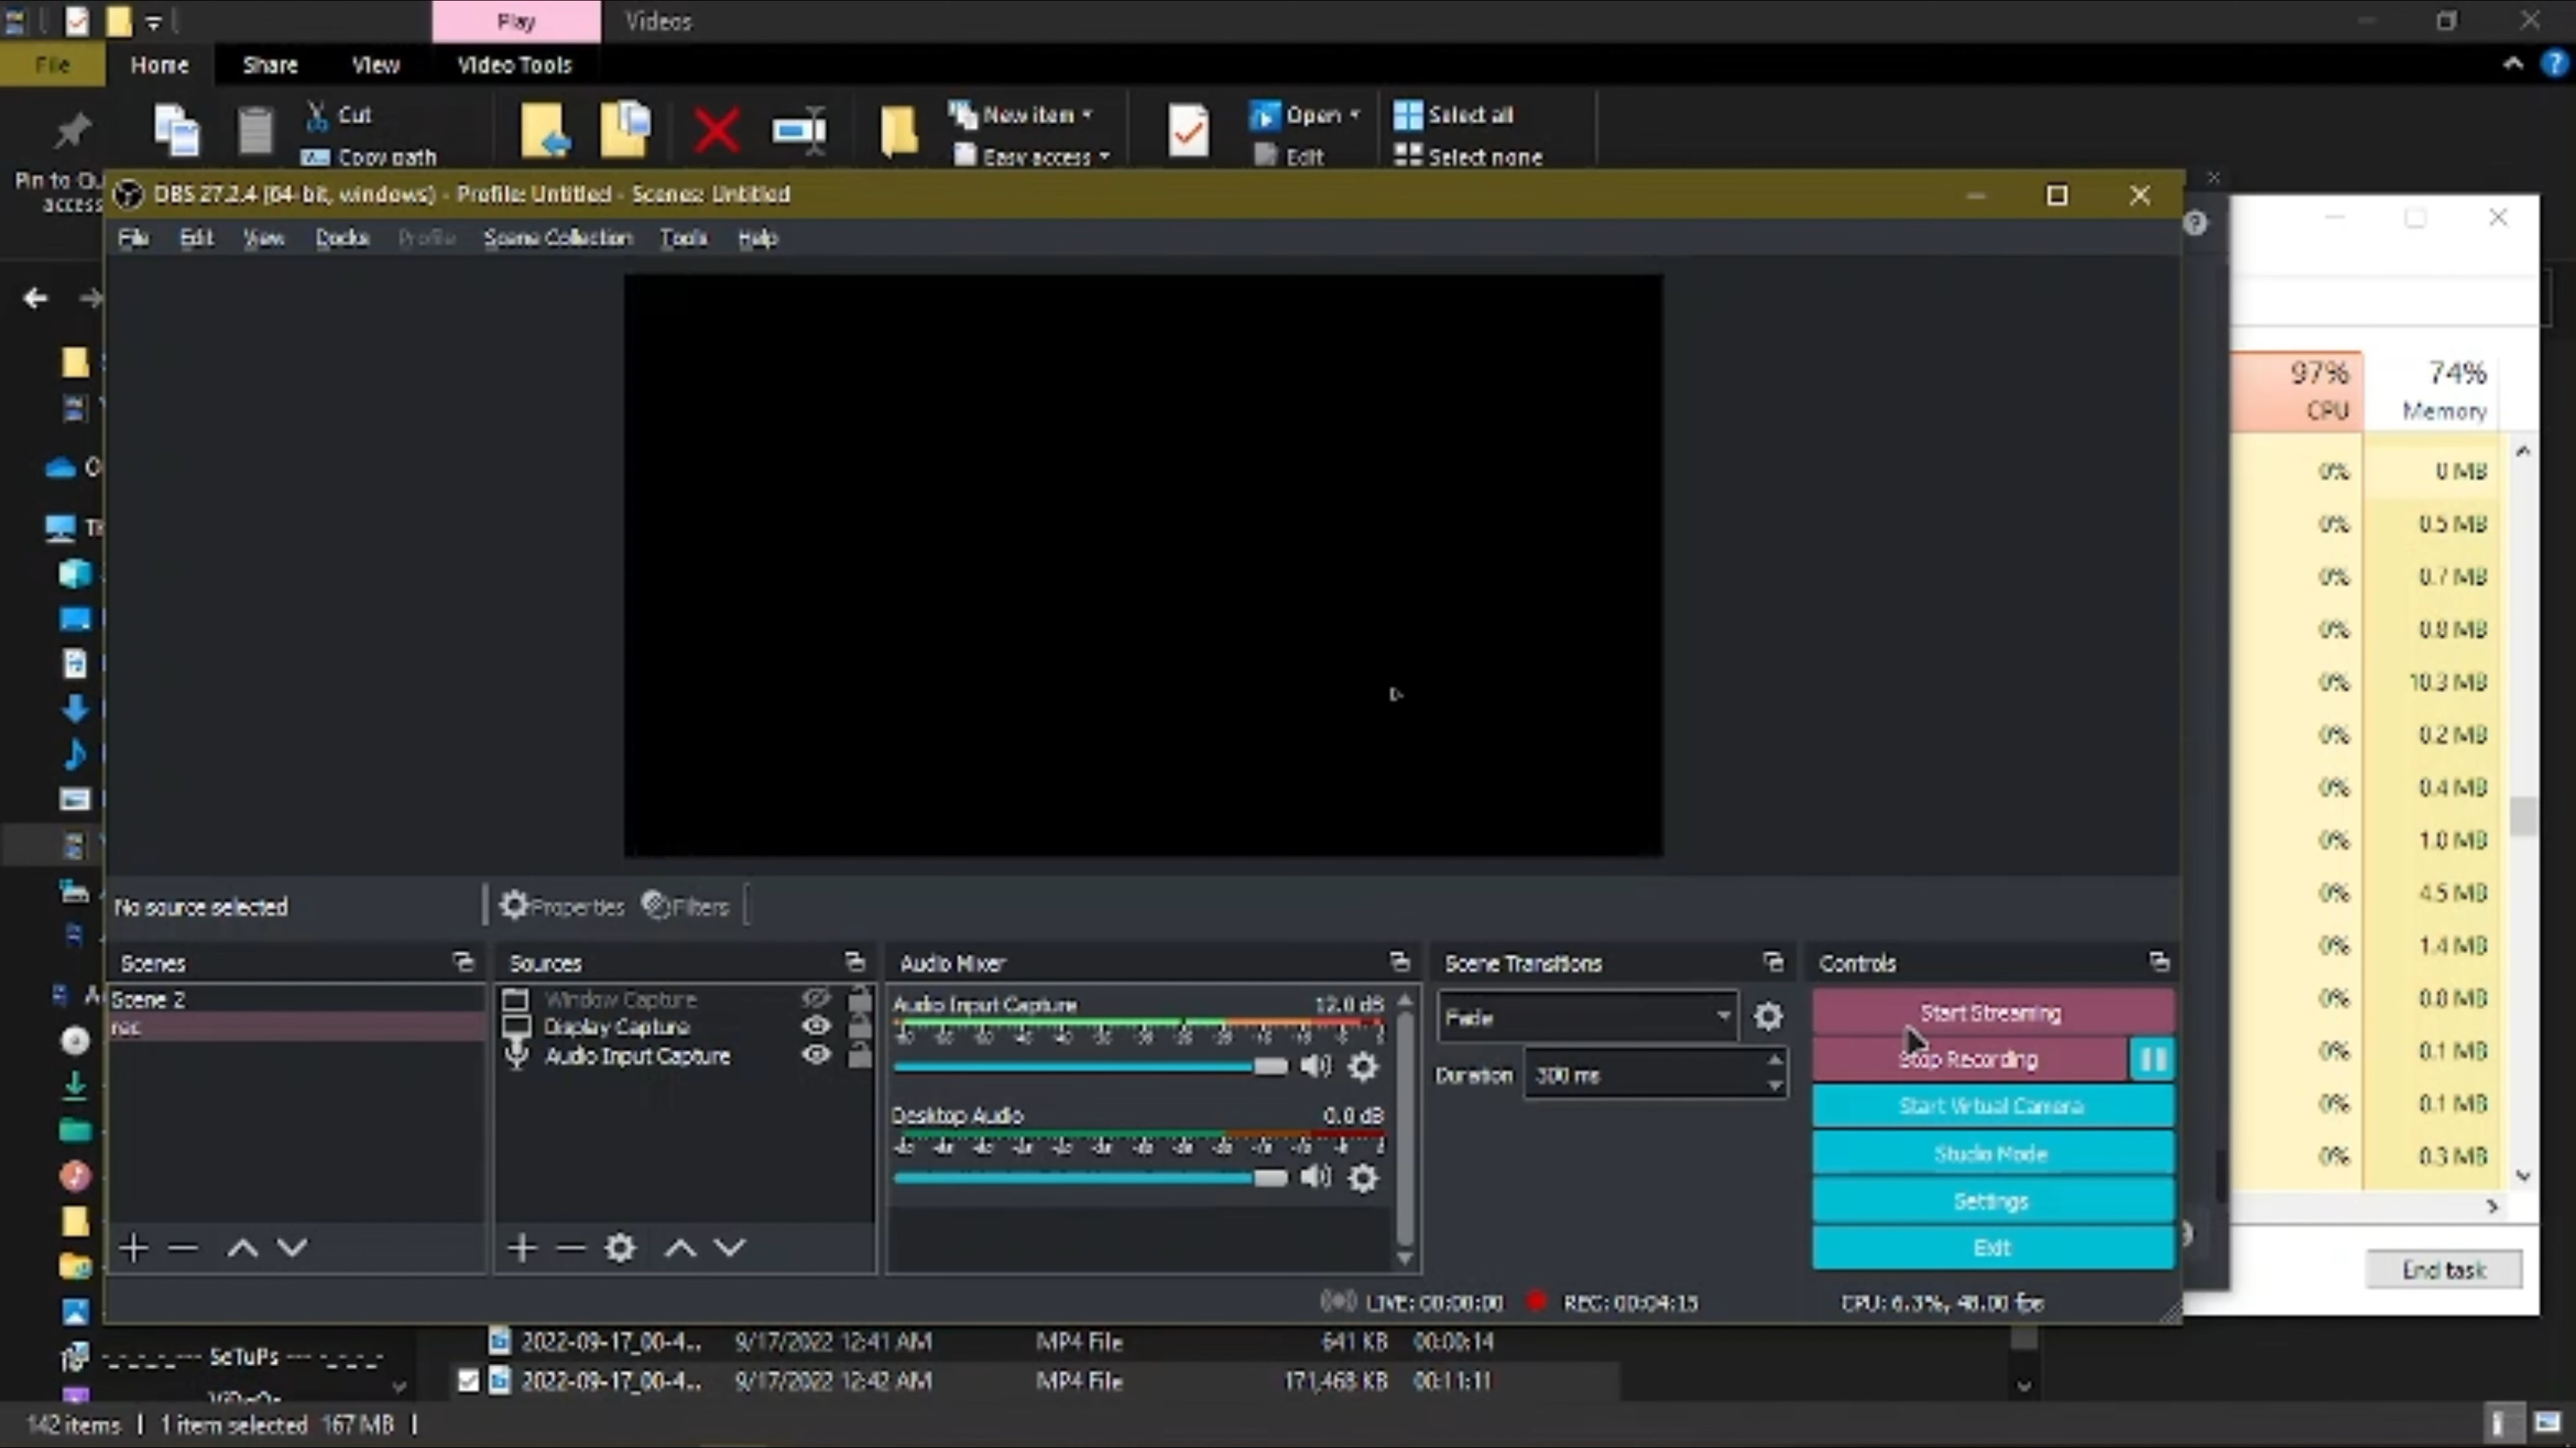 Play Videos
File Home Share View Video Tools
Cut New item Open Select all
Copy path Easy access Edit Select none
Pin to Qu
access
OBS 27.2.4 (64-bit, windows) - Profile: Untitled - Scenes: Untitled
File Edit View Docks Profile Scene Collection Tools Help
97% 74%
CPU Memory
0% 0 MB
0% 0.5 MB
0% 0.7 MB
0% 0.8 MB
0% 10.3 MB
0% 0.2 MB
0% 0.4 MB
0% 1.0 MB
0% 4.5 MB
0% 1.4 MB
0% 0.8 MB
0% 0.1 MB
0% 0.1 MB
0% 0.3 MB
End task
No source selected Properties Filters
Scenes Sources Audio Mixer Scene Transitions Controls
Scene 2
rec
Window Capture
Display Capture
Audio Input Capture
Audio Input Capture 12.0 dB
Desktop Audio 0.0 dB
Fade
Duration 300 ms
Start Streaming
Stop Recording
Start Virtual Camera
Studio Mode
Settings
Exit
LIVE: 00:00:00 REC: 00:04:15 CPU: 6.3%, 48.00 fps
2022-09-17_00-4... 9/17/2022 12:41 AM MP4 File 641 KB 00:00:14
-_-_-_-_--- SeTuPs --- -_-_-_-
2022-09-17_00-4... 9/17/2022 12:42 AM MP4 File 171,468 KB 00:11:11
142 items 1 item selected 167 MB